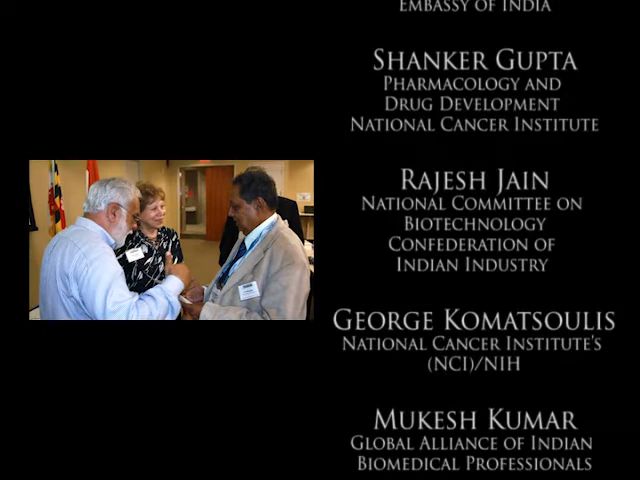 EMBASSY OF INDIA
SHANKER GUPTA
PHARMACOLOGY AND
DRUG DEVELOPMENT
NATIONAL CANCER INSTITUTE
RAJESH JAIN
NATIONAL COMMITTEE ON
BIOTECHNOLOGY
CONFEDERATION OF
INDIAN INDUSTRY
GEORGE KOMATSOULIS
NATIONAL CANCER INSTITUTE'S
(NCI)/NIH
MUKESH KUMAR
GLOBAL ALLIANCE OF INDIAN
BIOMEDICAL PROFESSIONALS